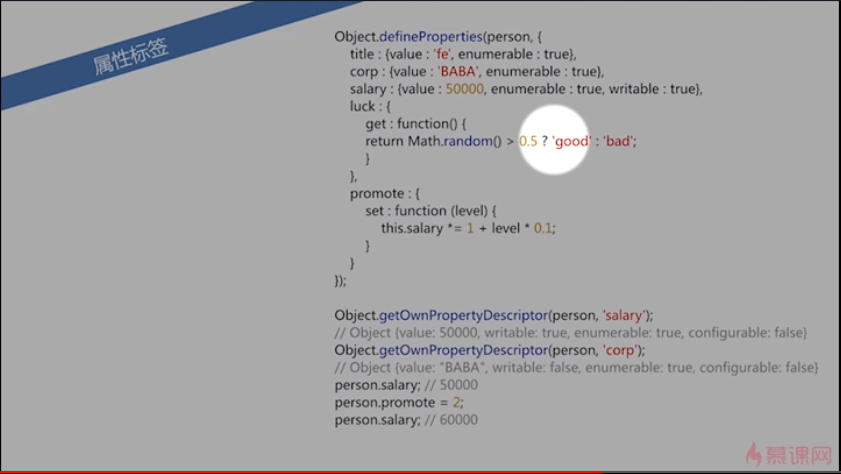 属性标签
Object.defineProperties(person, {
title : {value : 'fe', enumerable : true},
corp : {value : 'BABA', enumerable : true},
salary : {value : 50000, enumerable : true, writable : true},
luck : {
get : function() {
return Math.random() > 0.5 ? 'good' : 'bad';
}
},
promote : {
set : function (level) {
this.salary *= 1 + level * 0.1;
}
}
});
Object.getOwnPropertyDescriptor(person, 'salary');
// Object {value: 50000, writable: true, enumerable: true, configurable: false}
Object.getOwnPropertyDescriptor(person, 'corp');
// Object {value: "BABA", writable: false, enumerable: true, configurable: false}
person.salary; // 50000
person.promote = 2;
person.salary; // 60000
慕课网